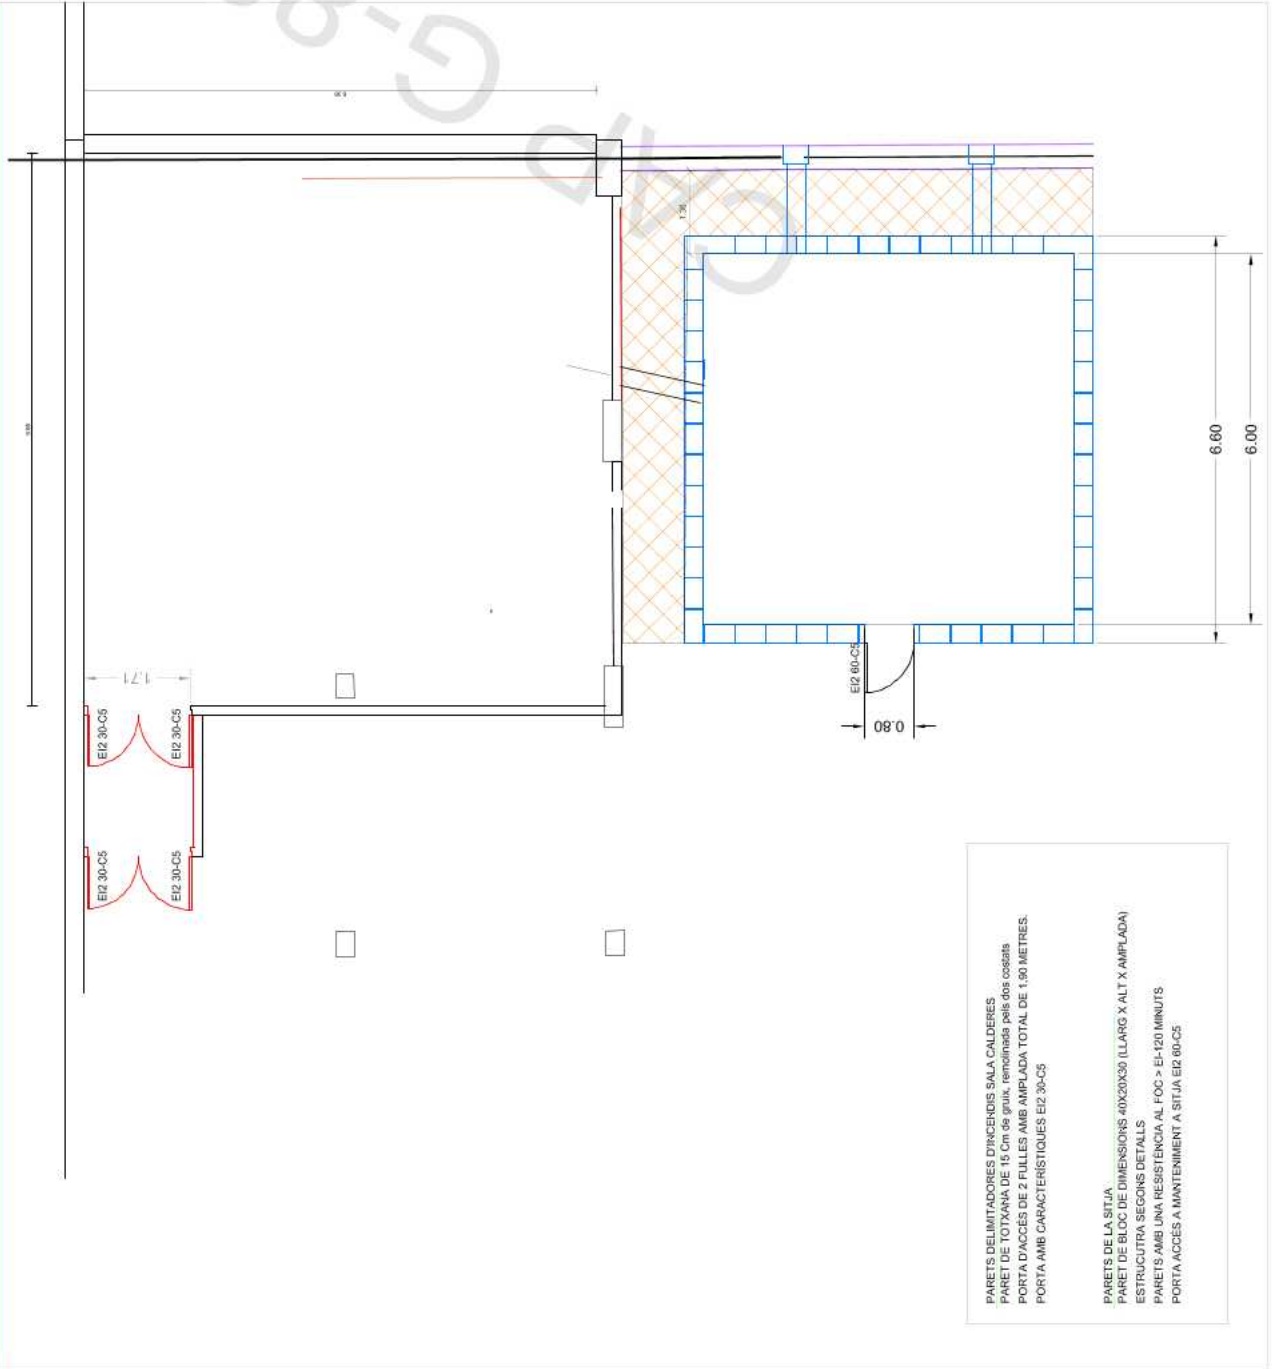 CAP G-8
1.36
6.60
6.00
1.71
EI2 30-C5
EI2 30-C5
EI2 30-C5
EI2 30-C5
EI2 60-C5
0.80
PARETS DELIMITADORES D'INCENDIS SALA CALDERES
PARET DE TOTXANA DE 15 Cm de gruix, remolinada pels dos costats
PORTA D'ACCÉS DE 2 FULLES AMB AMPLADA TOTAL DE 1,90 METRES.
PORTA AMB CARACTERÍSTIQUES EI2 30-C5
PARETS DE LA SITJA
PARET DE BLOC DE DIMENSIONS 40X20X30 (LLARG X ALT X AMPLADA)
ESTRUCUTRA SEGONS DETALLS
PARETS AMB UNA RESISTÈNCIA AL FOC > EI-120 MINUTS
PORTA ACCÉS A MANTENIMENT A SITJA EI2 60-C5